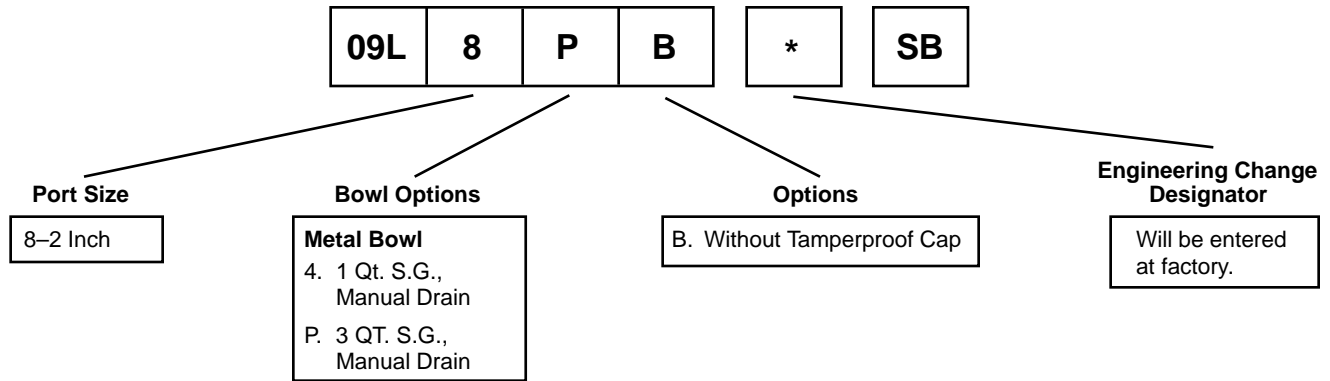 09L 8 P B * SB
Port Size
8–2 Inch
Bowl Options
Metal Bowl
4. 1 Qt. S.G.,
Manual Drain
P. 3 QT. S.G.,
Manual Drain
Options
B. Without Tamperproof Cap
Engineering Change
Designator
Will be entered
at factory.